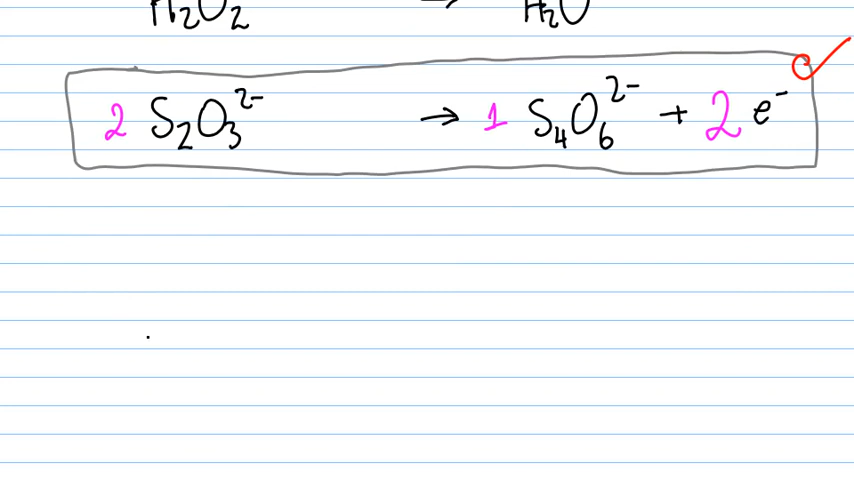 H₂O₂ → H₂O
2 S₂O₃²⁻ → 1 S₄O₆²⁻ + 2 e⁻